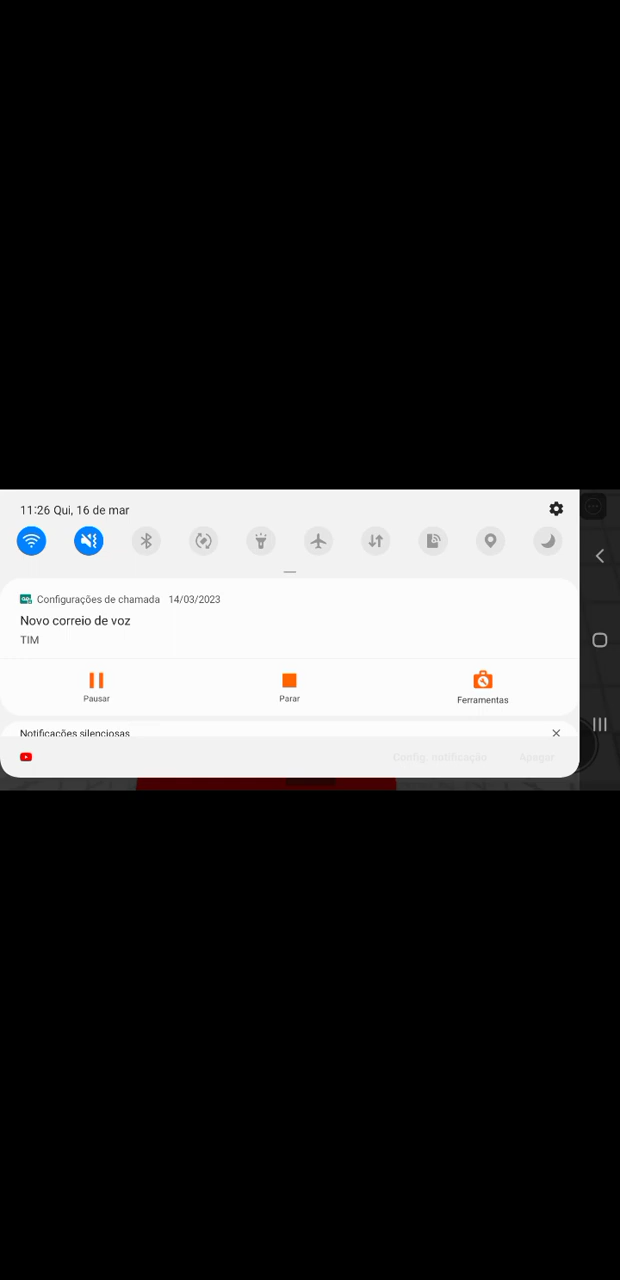 11:26 Qui, 16 de mar
Configurações de chamada 14/03/2023
Novo correio de voz
TIM
Pausar Parar Ferramentas
Notificações silenciosas
Config. notificação Apagar